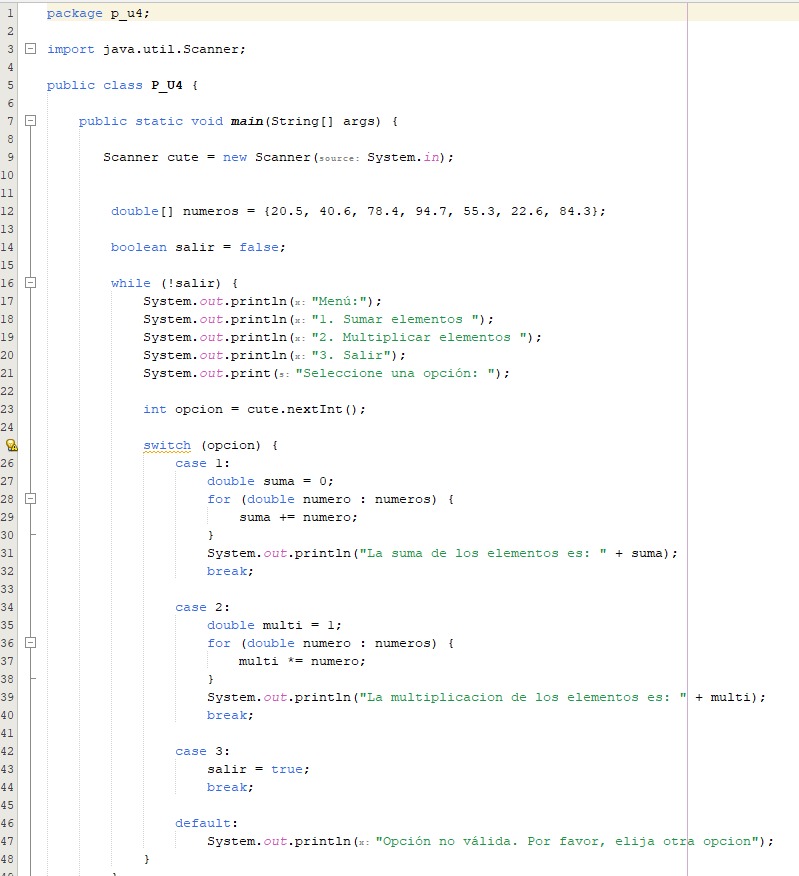 1 package p_u4;
2
3 import java.util.Scanner;
4
5 public class P_U4 {
6
7 public static void main(String[] args) {
8
9 Scanner cute = new Scanner(source: System.in);
10
11
12 double[] numeros = {20.5, 40.6, 78.4, 94.7, 55.3, 22.6, 84.3};
13
14 boolean salir = false;
15
16 while (!salir) {
17 System.out.println(x: "Menú:");
18 System.out.println(x: "1. Sumar elementos ");
19 System.out.println(x: "2. Multiplicar elementos ");
20 System.out.println(x: "3. Salir");
21 System.out.print(s: "Seleccione una opción: ");
22
23 int opcion = cute.nextInt();
24
switch (opcion) {
26 case 1:
27 double suma = 0;
28 for (double numero : numeros) {
29 suma += numero;
30 }
31 System.out.println("La suma de los elementos es: " + suma);
32 break;
33
34 case 2:
35 double multi = 1;
36 for (double numero : numeros) {
37 multi *= numero;
38 }
39 System.out.println("La multiplicacion de los elementos es: " + multi);
40 break;
41
42 case 3:
43 salir = true;
44 break;
45
46 default:
47 System.out.println(x: "Opción no válida. Por favor, elija otra opcion");
48 }